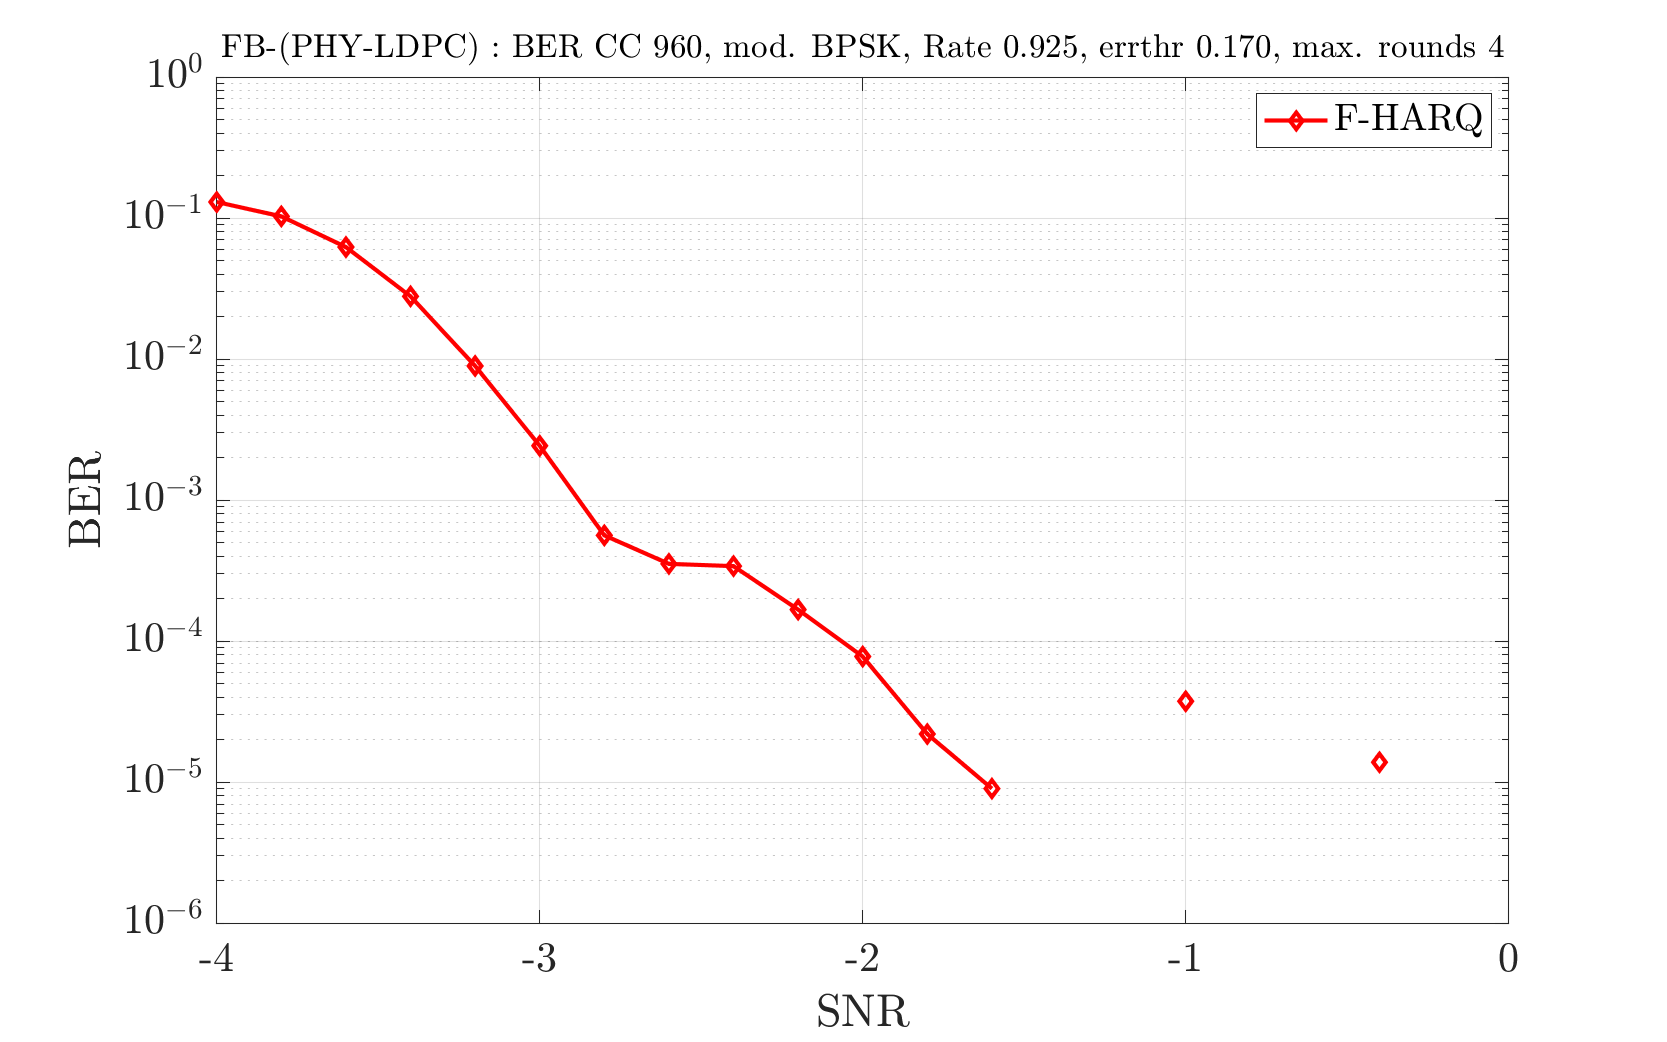 FB-(PHY-LDPC) : BER CC 960, mod. BPSK, Rate 0.925, errthr 0.170, max. rounds 4
F-HARQ
10^0
10^{-1}
10^{-2}
10^{-3}
10^{-4}
10^{-5}
10^{-6}
BER
-4 -3 -2 -1 0
SNR